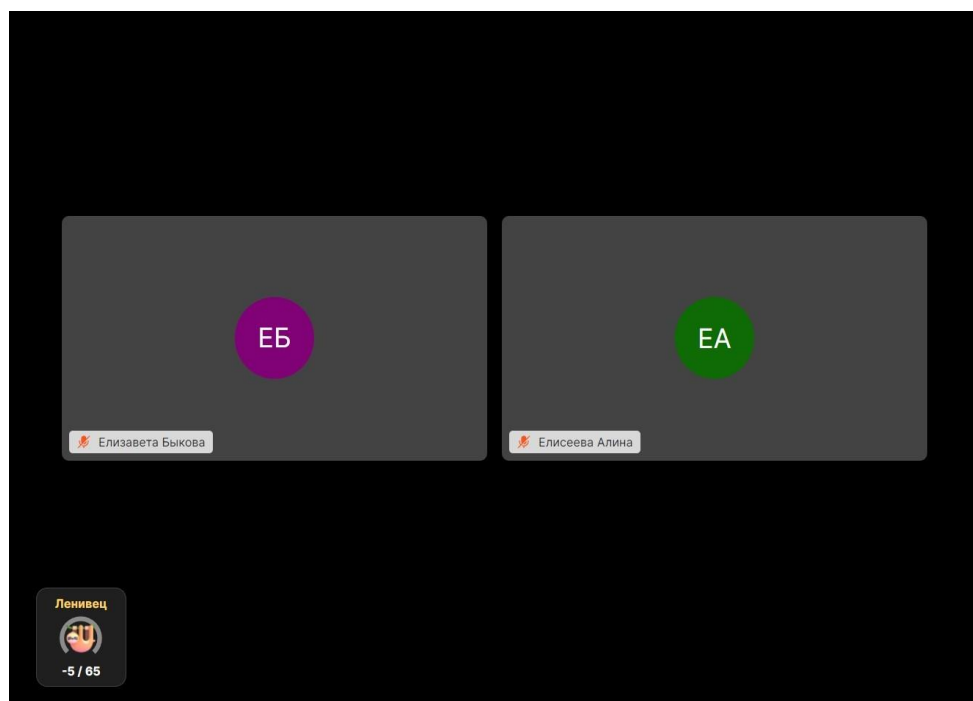 ЕБ
ЕА
Елизавета Быкова
Елисеева Алина
Ленивец
-5 / 65